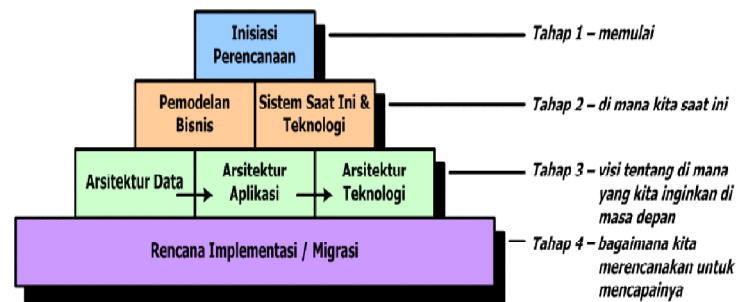 Inisiasi
Perencanaan
Tahap 1 – memulai
Pemodelan
Bisnis
Sistem Saat Ini &
Teknologi
Tahap 2 – di mana kita saat ini
Arsitektur Data
Arsitektur
Aplikasi
Arsitektur
Teknologi
Tahap 3 – visi tentang di mana
yang kita inginkan di
masa depan
Rencana Implementasi / Migrasi
Tahap 4 – bagaimana kita
merencanakan untuk
mencapainya